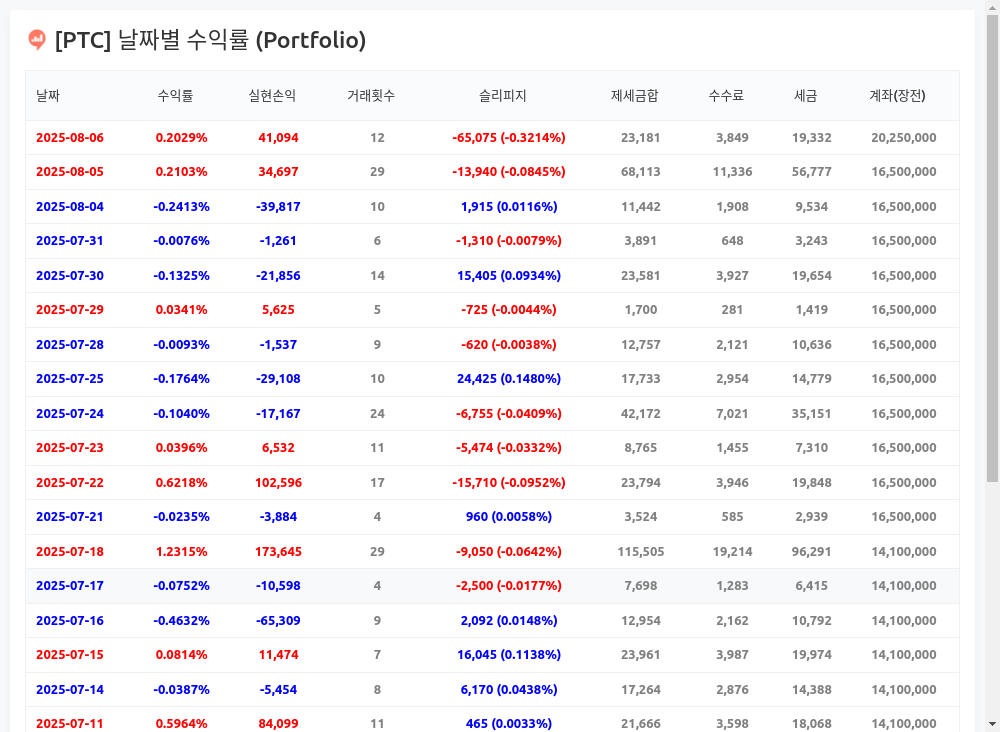 [PTC] 날짜별 수익률 (Portfolio)
날짜 수익률 실현손익 거래횟수 슬리피지 제세금합 수수료 세금 계좌(장전)
2025-08-06 0.2029% 41,094 12 -65,075 (-0.3214%) 23,181 3,849 19,332 20,250,000
2025-08-05 0.2103% 34,697 29 -13,940 (-0.0845%) 68,113 11,336 56,777 16,500,000
2025-08-04 -0.2413% -39,817 10 1,915 (0.0116%) 11,442 1,908 9,534 16,500,000
2025-07-31 -0.0076% -1,261 6 -1,310 (-0.0079%) 3,891 648 3,243 16,500,000
2025-07-30 -0.1325% -21,856 14 15,405 (0.0934%) 23,581 3,927 19,654 16,500,000
2025-07-29 0.0341% 5,625 5 -725 (-0.0044%) 1,700 281 1,419 16,500,000
2025-07-28 -0.0093% -1,537 9 -620 (-0.0038%) 12,757 2,121 10,636 16,500,000
2025-07-25 -0.1764% -29,108 10 24,425 (0.1480%) 17,733 2,954 14,779 16,500,000
2025-07-24 -0.1040% -17,167 24 -6,755 (-0.0409%) 42,172 7,021 35,151 16,500,000
2025-07-23 0.0396% 6,532 11 -5,474 (-0.0332%) 8,765 1,455 7,310 16,500,000
2025-07-22 0.6218% 102,596 17 -15,710 (-0.0952%) 23,794 3,946 19,848 16,500,000
2025-07-21 -0.0235% -3,884 4 960 (0.0058%) 3,524 585 2,939 16,500,000
2025-07-18 1.2315% 173,645 29 -9,050 (-0.0642%) 115,505 19,214 96,291 14,100,000
2025-07-17 -0.0752% -10,598 4 -2,500 (-0.0177%) 7,698 1,283 6,415 14,100,000
2025-07-16 -0.4632% -65,309 9 2,092 (0.0148%) 12,954 2,162 10,792 14,100,000
2025-07-15 0.0814% 11,474 7 16,045 (0.1138%) 23,961 3,987 19,974 14,100,000
2025-07-14 -0.0387% -5,454 8 6,170 (0.0438%) 17,264 2,876 14,388 14,100,000
2025-07-11 0.5964% 84,099 11 465 (0.0033%) 21,666 3,598 18,068 14,100,000